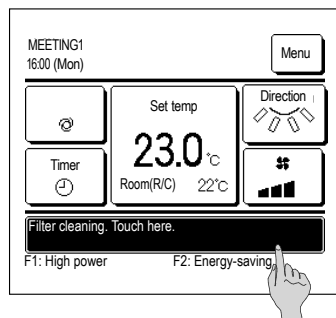 MEETING1
16:00 (Mon)
Menu
Set temp
Direction
23.0 °C
Timer
Room(R/C) 22°C
Filter cleaning. Touch here.
F1: High power F2: Energy-saving